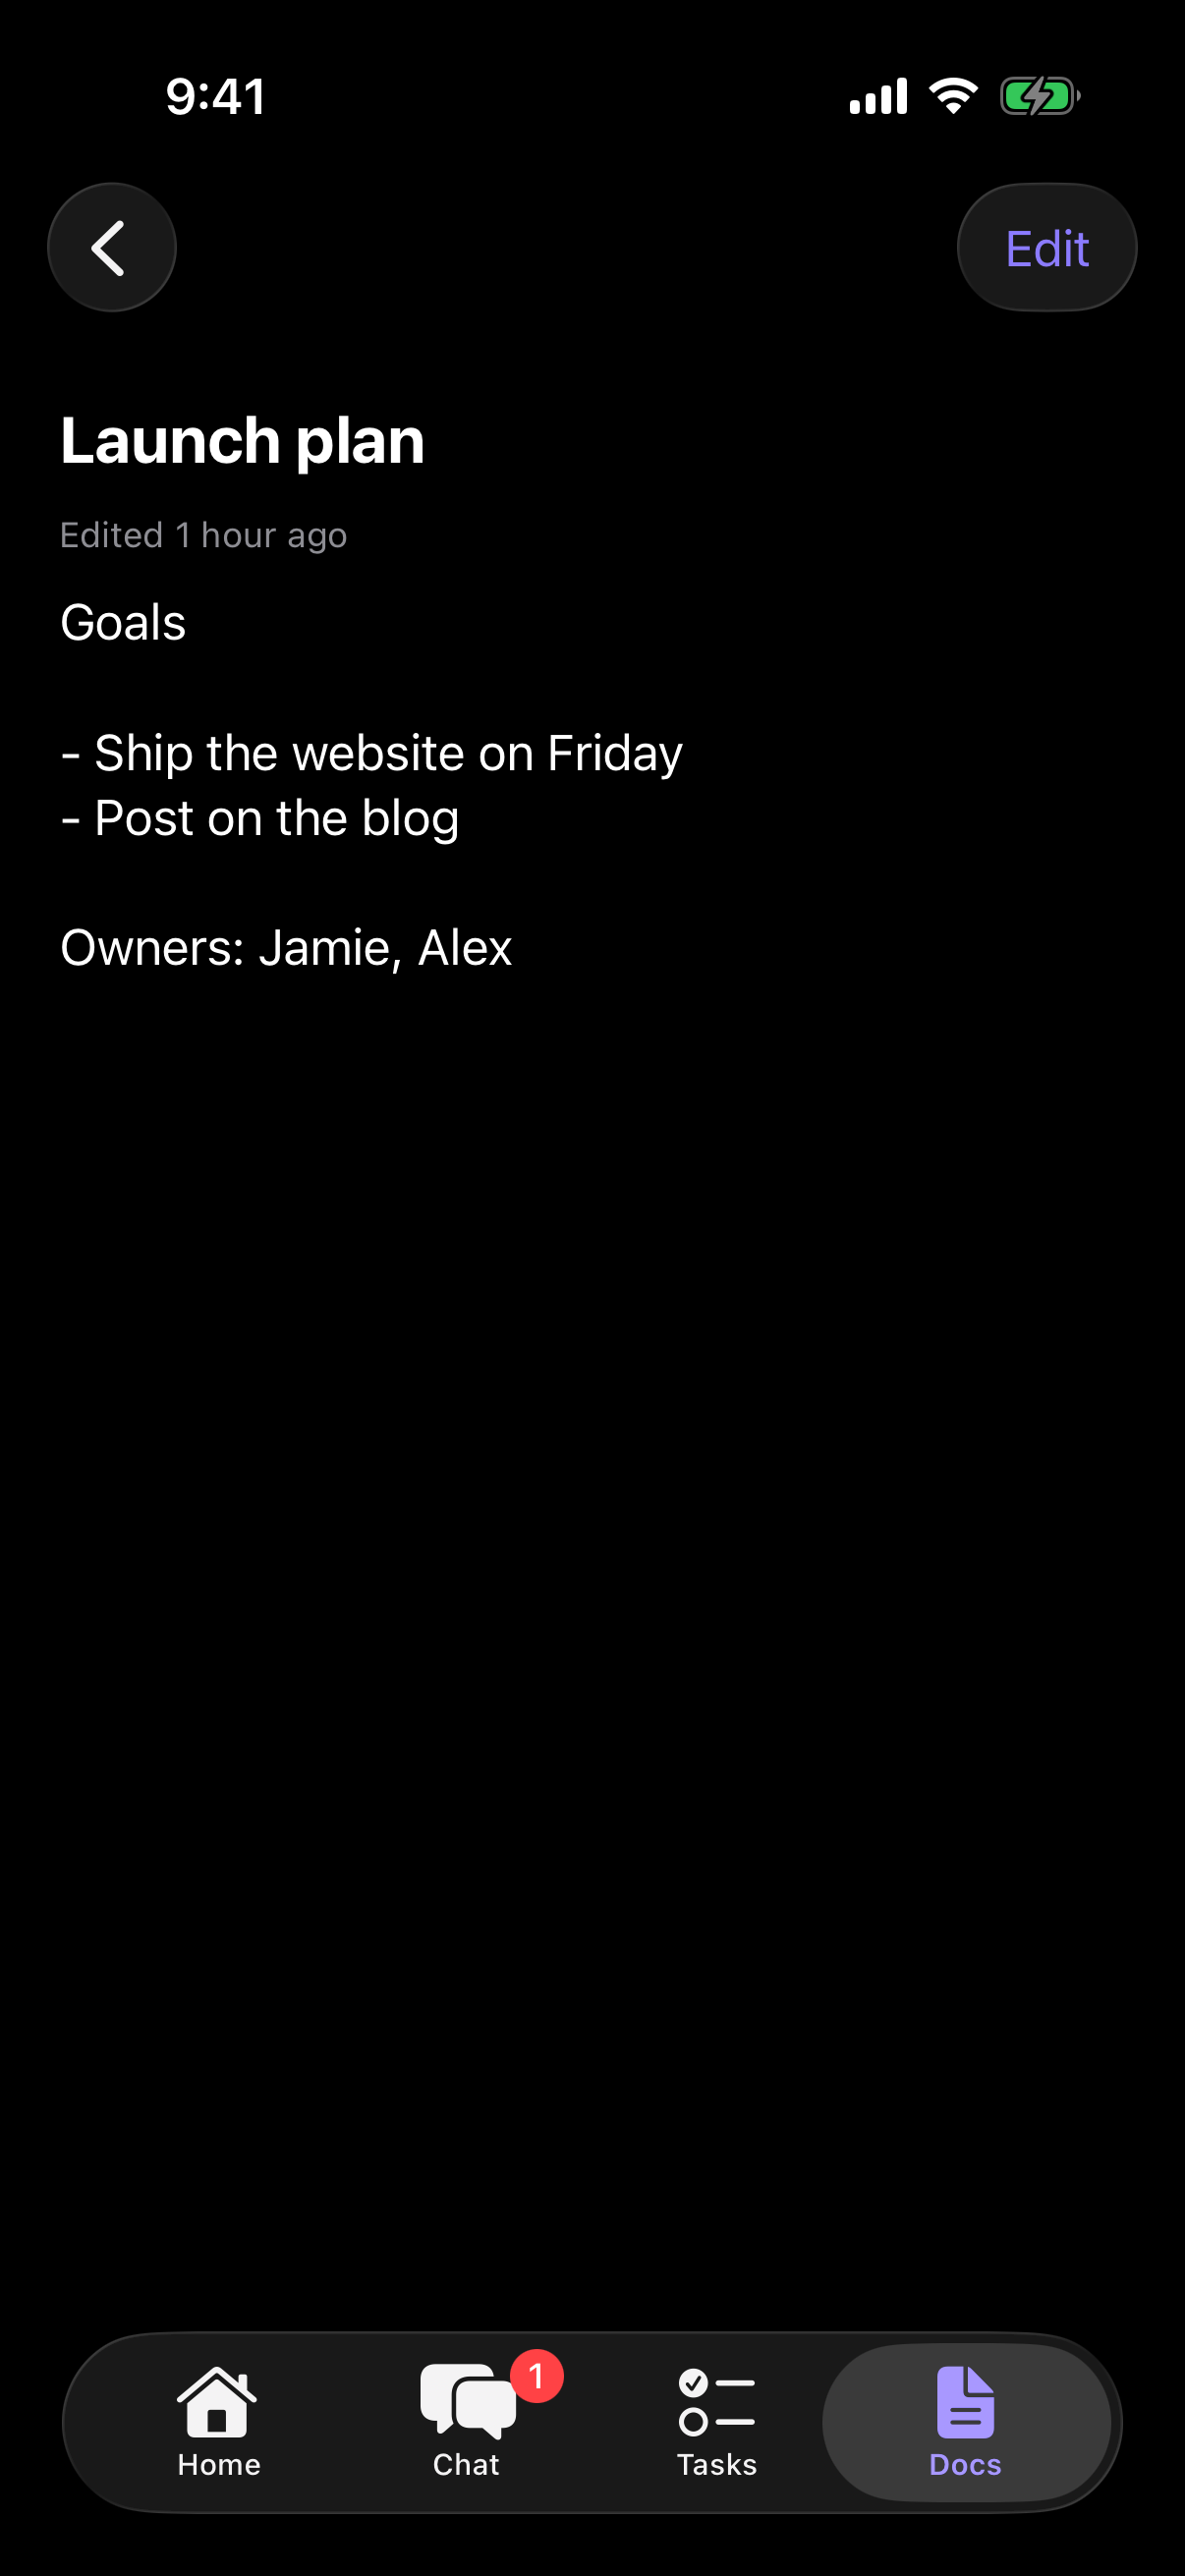 9:41
Edit
Launch plan
Edited 1 hour ago
Goals
- Ship the website on Friday
- Post on the blog
Owners: Jamie, Alex
1
Home
Chat
Tasks
Docs